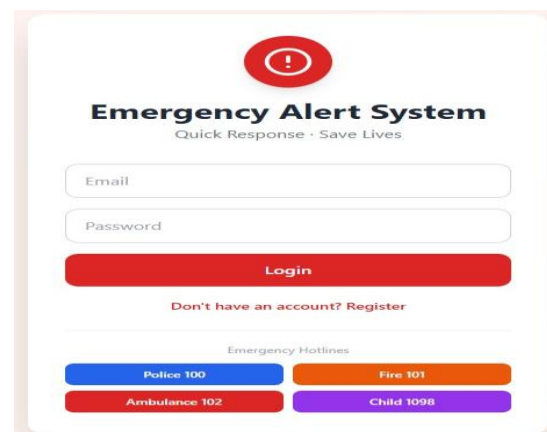 Emergency Alert System
Quick Response · Save Lives
Email
Password
Login
Don't have an account? Register
Emergency Hotlines
Police 100
Fire 101
Ambulance 102
Child 1098